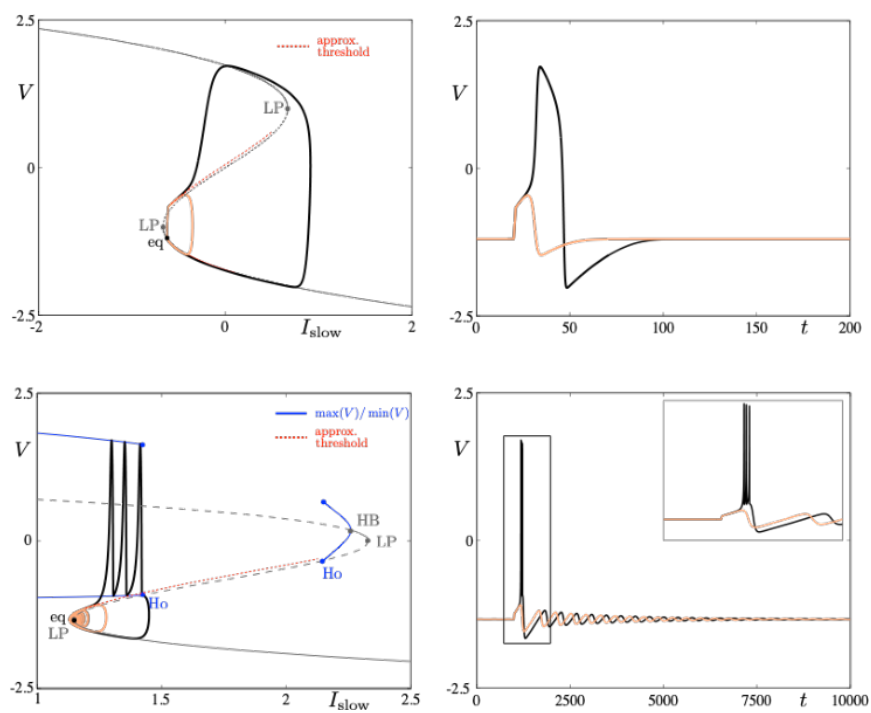 2.5
V
0
-2.5
-2
0
I_slow
2
approx.
threshold
LP
LP
eq
2.5
V
0
-2.5
0
50
100
150
t
200
2.5
V
0
-2.5
1
1.5
2
I_slow
2.5
max(V)/min(V)
approx.
threshold
HB
LP
Ho
Ho
eq
LP
2.5
V
0
-2.5
0
2500
5000
7500
t
10000